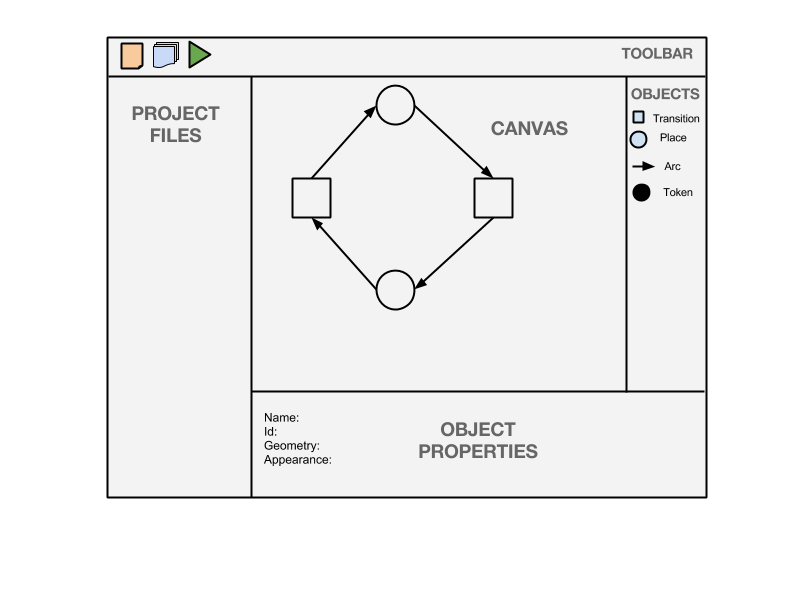 TOOLBAR
PROJECT
FILES
CANVAS
OBJECTS
Transition
Place
Arc
Token
Name:
Id:
Geometry:
Appearance:
OBJECT
PROPERTIES